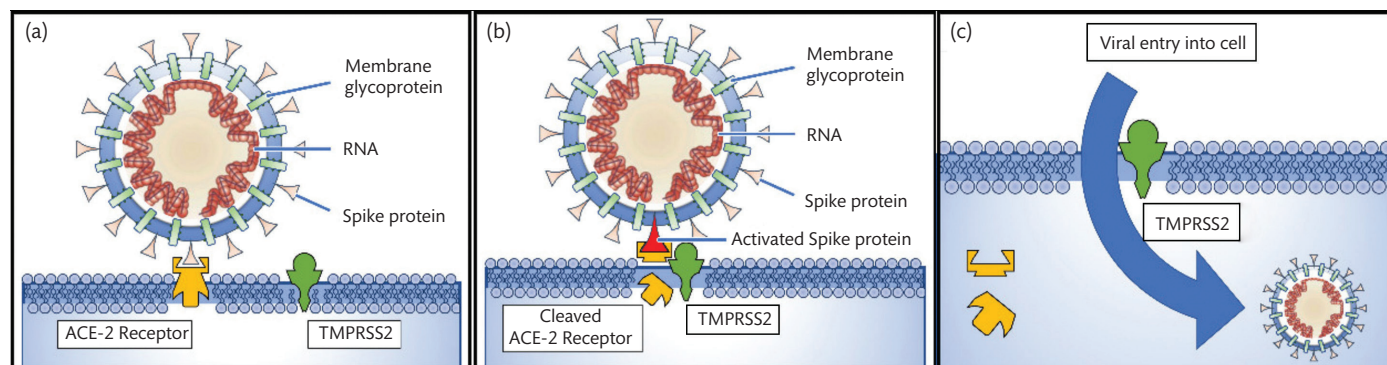 (a)
Membrane
glycoprotein
RNA
Spike protein
ACE-2 Receptor
TMPRSS2
(b)
Membrane
glycoprotein
RNA
Spike protein
Activated Spike protein
Cleaved
ACE-2 Receptor
TMPRSS2
(c)
Viral entry into cell
TMPRSS2